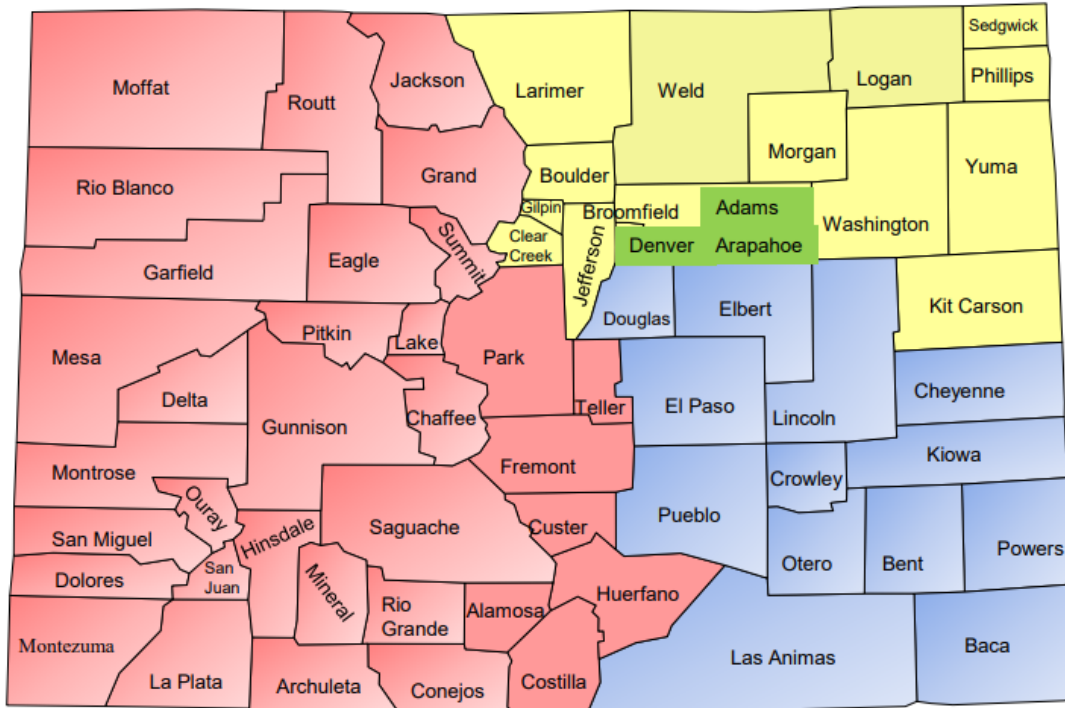 Sedgwick
Moffat
Jackson
Routt
Larimer
Weld
Logan
Phillips
Rio Blanco
Grand
Boulder
Morgan
Yuma
Gilpin
Broomfield
Adams
Washington
Summit
Clear
Creek
Jefferson
Denver
Arapahoe
Garfield
Eagle
Douglas
Elbert
Kit Carson
Mesa
Pitkin
Lake
Park
Delta
Gunnison
Chaffee
Teller
El Paso
Lincoln
Cheyenne
Montrose
Fremont
Kiowa
Crowley
Ouray
San Miguel
Hinsdale
Saguache
Custer
Pueblo
Otero
Bent
Powers
Dolores
San
Juan
Mineral
Rio
Grande
Alamosa
Huerfano
Montezuma
La Plata
Archuleta
Conejos
Costilla
Las Animas
Baca